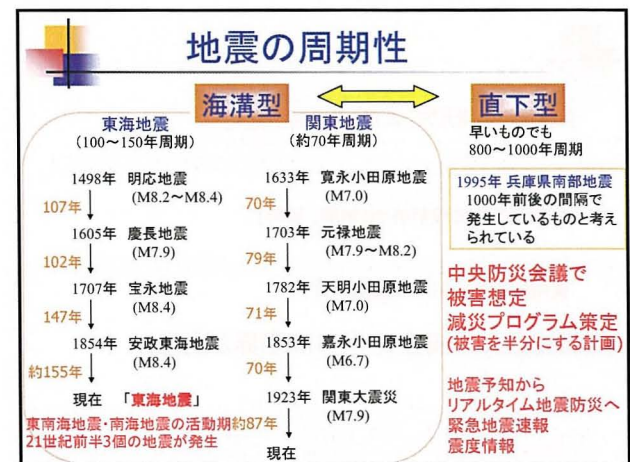 地震の周期性
海溝型
直下型
東海地震
(100～150年周期)
1498年 明応地震
(M8.2～M8.4)
107年
1605年 慶長地震
(M7.9)
102年
1707年 宝永地震
(M8.4)
147年
1854年 安政東海地震
(M8.4)
約155年
現在 「東海地震」
東南海地震・南海地震の活動期
21世紀前半3個の地震が発生
関東地震
(約70年周期)
1633年 寛永小田原地震
(M7.0)
70年
1703年 元禄地震
(M7.9～M8.2)
79年
1782年 天明小田原地震
(M7.0)
71年
1853年 嘉永小田原地震
(M6.7)
70年
1923年 関東大震災
(M7.9)
約87年
現在
早いものでも
800～1000年周期
1995年 兵庫県南部地震
1000年前後の間隔で
発生しているものと考え
られている
中央防災会議で
被害想定
減災プログラム策定
(被害を半分にする計画)
地震予知から
リアルタイム地震防災へ
緊急地震速報
震度情報